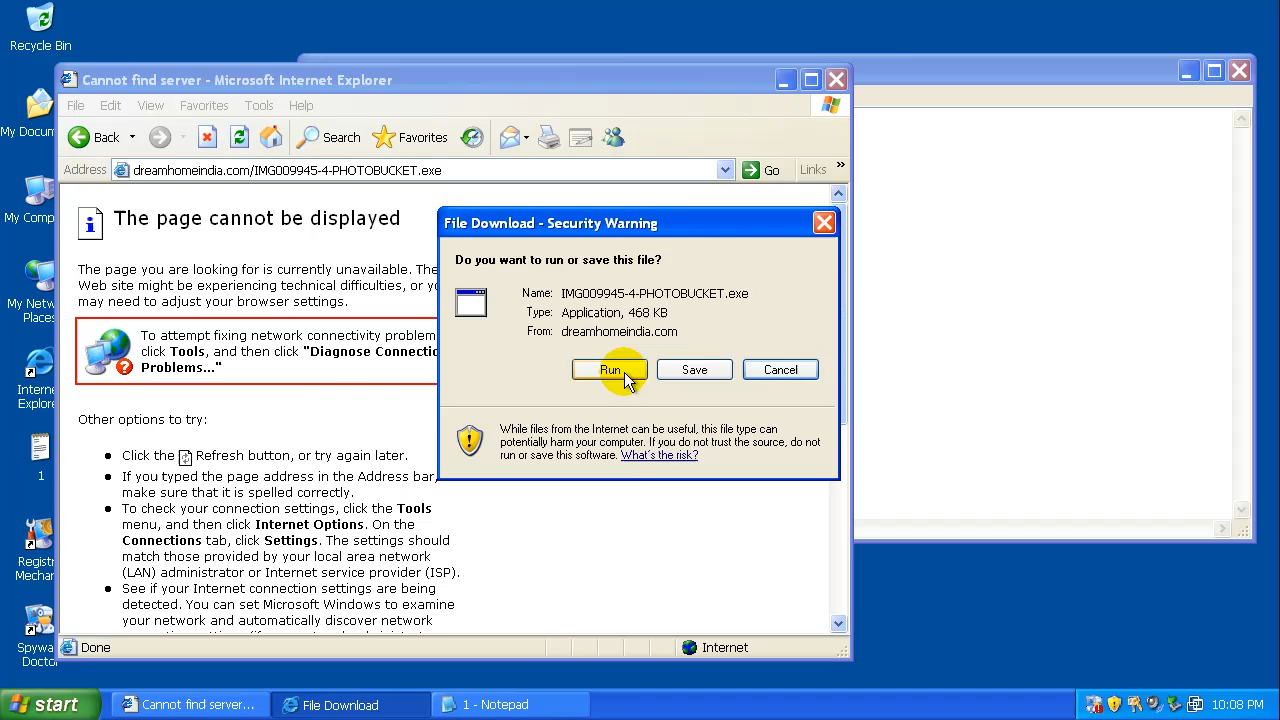 Recycle Bin
My Docum
My Comp
My Netw
Places
Intern
Explor
1
Registr
Mechan
Spywa
Docto
Cannot find server - Microsoft Internet Explorer
File Edit View Favorites Tools Help
Back Search Favorites
Address dreamhomeindia.com/IMG009945-4-PHOTOBUCKET.exe Go Links »
The page cannot be displayed
The page you are looking for is currently unavailable. The
Web site might be experiencing technical difficulties, or yo
may need to adjust your browser settings.
To attempt fixing network connectivity problem
click Tools, and then click "Diagnose Connectio
Problems..."
Other options to try:
Click the Refresh button, or try again later.
If you typed the page address in the Address bar,
make sure that it is spelled correctly.
To check your connection settings, click the Tools
menu, and then click Internet Options. On the
Connections tab, click Settings. The settings should
match those provided by your local area network
(LAN) administrator or Internet service provider (ISP).
See if your Internet connection settings are being
detected. You can set Microsoft Windows to examine
your network and automatically discover network
Done Internet
File Download - Security Warning
Do you want to run or save this file?
Name: IMG009945-4-PHOTOBUCKET.exe
Type: Application, 468 KB
From: dreamhomeindia.com
Run Save Cancel
While files from the Internet can be useful, this file type can
potentially harm your computer. If you do not trust the source, do not
run or save this software. What's the risk?
start Cannot find server... File Download 1 - Notepad 10:08 PM